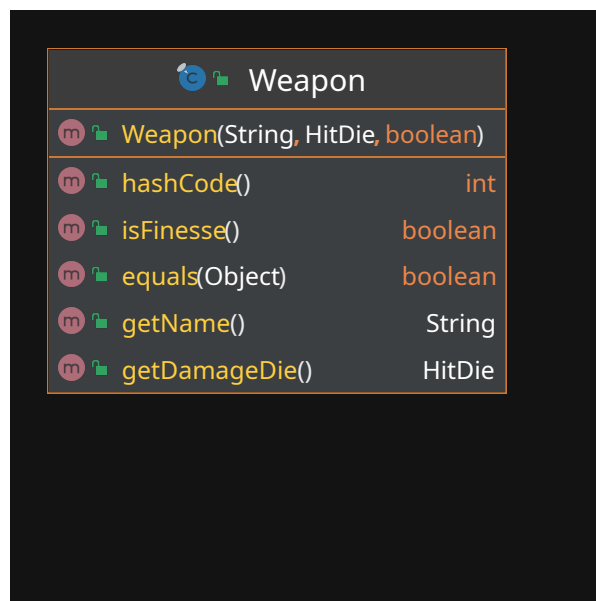 Weapon
Weapon(String, HitDie, boolean)
hashCode() int
isFinesse() boolean
equals(Object) boolean
getName() String
getDamageDie() HitDie